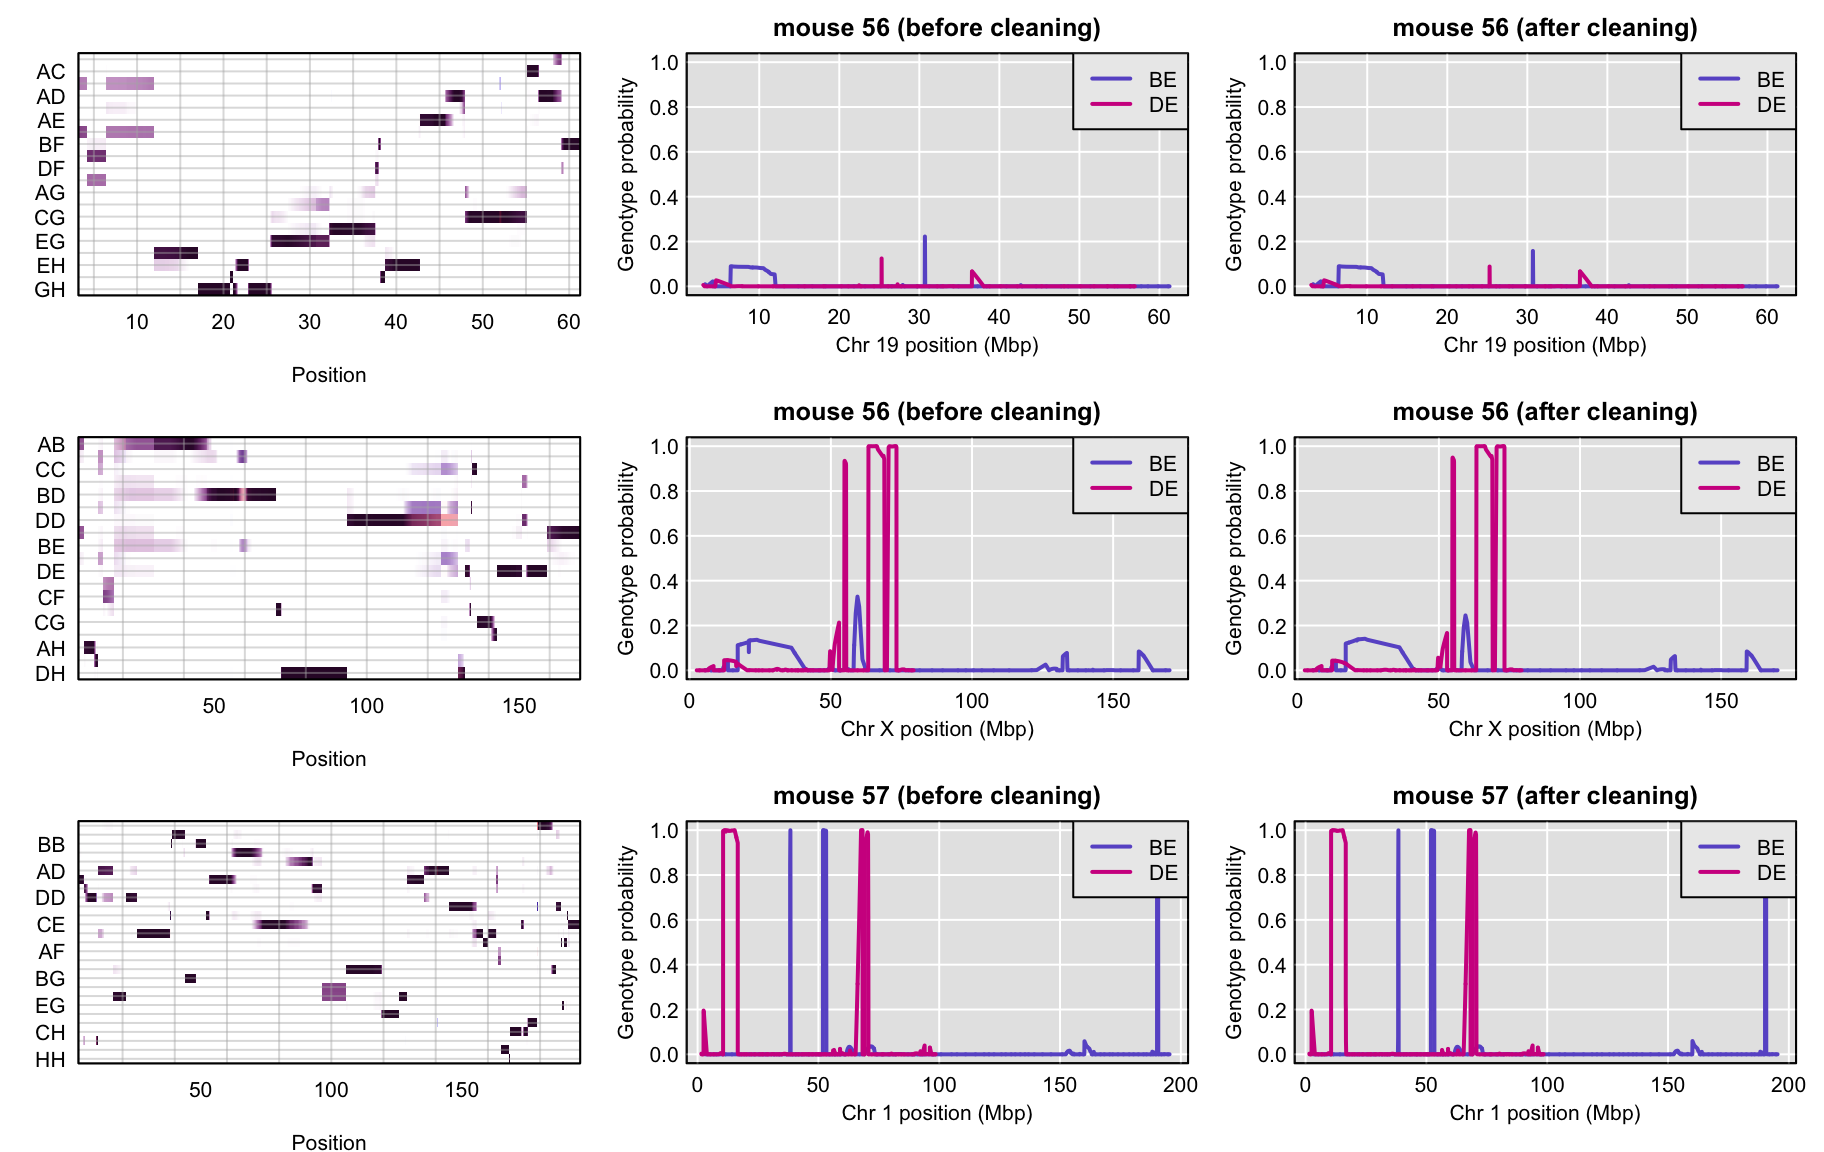 AC
AD
AE
BF
DF
AG
CG
EG
EH
GH
10 20 30 40 50 60
Position
mouse 56 (before cleaning)
Genotype probability
1.0
0.8
0.6
0.4
0.2
0.0
BE
DE
10 20 30 40 50 60
Chr 19 position (Mbp)
mouse 56 (after cleaning)
Genotype probability
1.0
0.8
0.6
0.4
0.2
0.0
BE
DE
10 20 30 40 50 60
Chr 19 position (Mbp)
AB
CC
BD
DD
BE
DE
CF
CG
AH
DH
50 100 150
Position
mouse 56 (before cleaning)
Genotype probability
1.0
0.8
0.6
0.4
0.2
0.0
BE
DE
0 50 100 150
Chr X position (Mbp)
mouse 56 (after cleaning)
Genotype probability
1.0
0.8
0.6
0.4
0.2
0.0
BE
DE
0 50 100 150
Chr X position (Mbp)
BB
AD
DD
CE
AF
BG
EG
CH
HH
50 100 150
Position
mouse 57 (before cleaning)
Genotype probability
1.0
0.8
0.6
0.4
0.2
0.0
BE
DE
0 50 100 150 200
Chr 1 position (Mbp)
mouse 57 (after cleaning)
Genotype probability
1.0
0.8
0.6
0.4
0.2
0.0
BE
DE
0 50 100 150 200
Chr 1 position (Mbp)